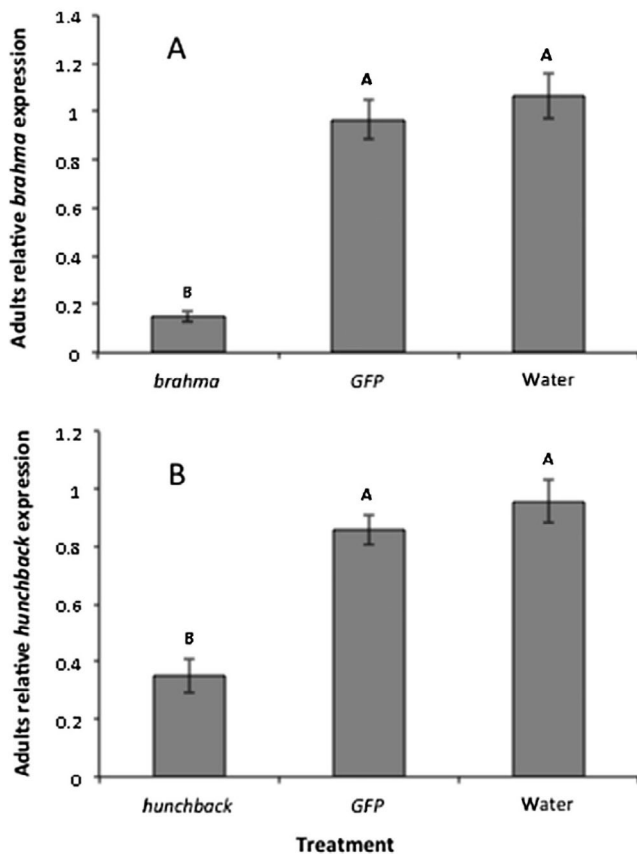 Adults relative brahma expression
1.4
1.2
1
0.8
0.6
0.4
0.2
0
A
B
A
A
brahma GFP Water
Adults relative hunchback expression
1.2
1
0.8
0.6
0.4
0.2
0
B
B
A
A
hunchback GFP Water
Treatment